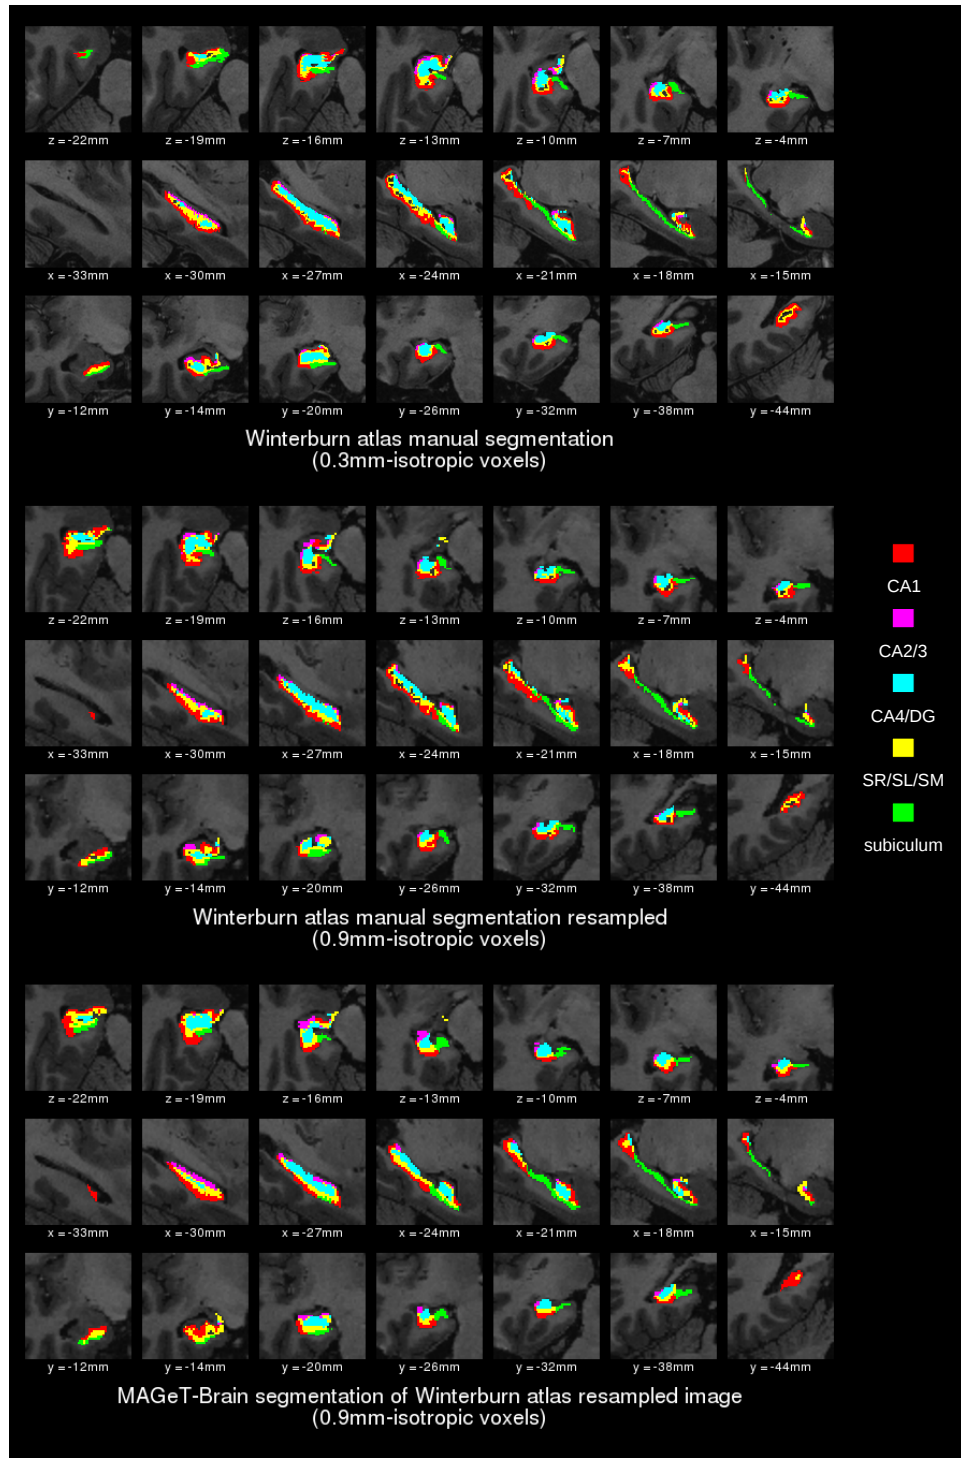 z = -22mm z = -19mm z = -16mm z = -13mm z = -10mm z = -7mm z = -4mm
x = -33mm x = -30mm x = -27mm x = -24mm x = -21mm x = -18mm x = -15mm
y = -12mm y = -14mm y = -20mm y = -26mm y = -32mm y = -38mm y = -44mm
Winterburn atlas manual segmentation
(0.3mm-isotropic voxels)
z = -22mm z = -19mm z = -16mm z = -13mm z = -10mm z = -7mm z = -4mm
x = -33mm x = -30mm x = -27mm x = -24mm x = -21mm x = -18mm x = -15mm
y = -12mm y = -14mm y = -20mm y = -26mm y = -32mm y = -38mm y = -44mm
Winterburn atlas manual segmentation resampled
(0.9mm-isotropic voxels)
z = -22mm z = -19mm z = -16mm z = -13mm z = -10mm z = -7mm z = -4mm
x = -33mm x = -30mm x = -27mm x = -24mm x = -21mm x = -18mm x = -15mm
y = -12mm y = -14mm y = -20mm y = -26mm y = -32mm y = -38mm y = -44mm
MAGeT-Brain segmentation of Winterburn atlas resampled image
(0.9mm-isotropic voxels)
CA1
CA2/3
CA4/DG
SR/SL/SM
subiculum